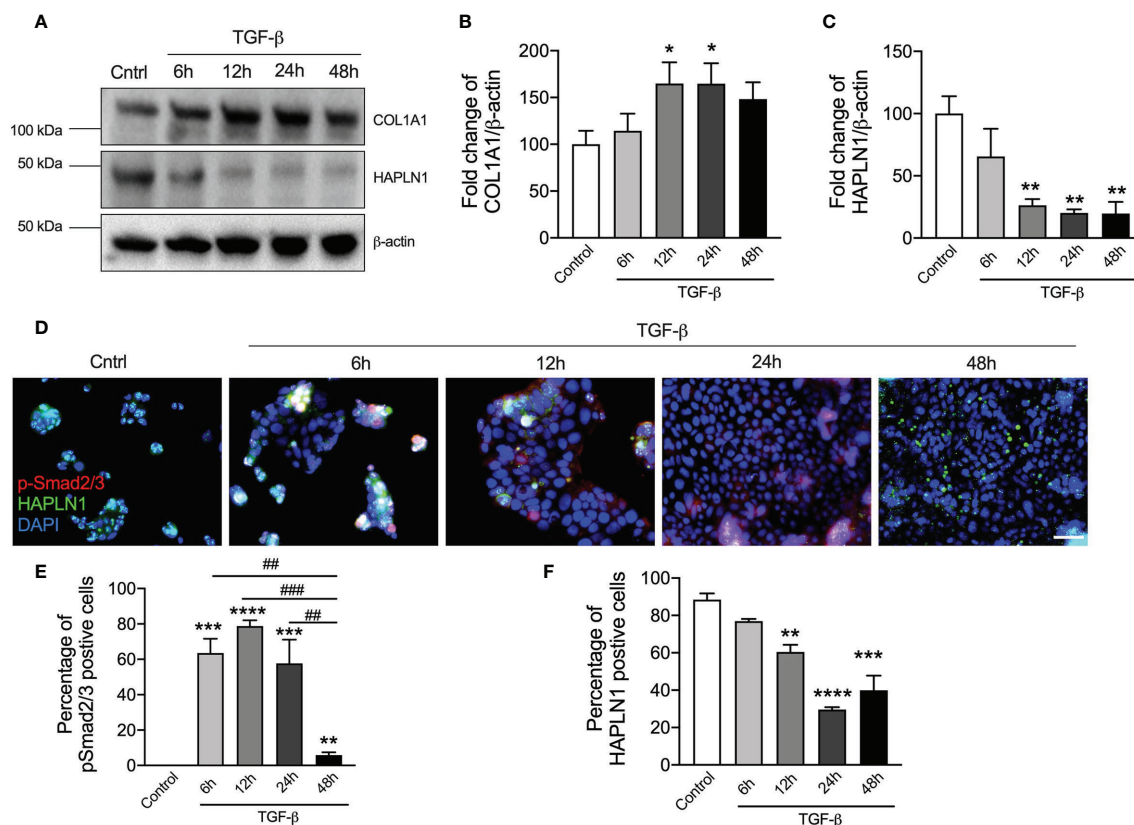 A
TGF-β
Cntrl 6h 12h 24h 48h
COL1A1
100 kDa
50 kDa
HAPLN1
50 kDa
β-actin
B
Fold change of
COL1A1/β-actin
200
150
100
50
0
* *
Control 6h 12h 24h 48h
TGF-β
C
Fold change of
HAPLN1/β-actin
150
100
50
0
** ** **
Control 6h 12h 24h 48h
TGF-β
D
TGF-β
Cntrl 6h 12h 24h 48h
p-Smad2/3
HAPLN1
DAPI
E
Percentage of
pSmad2/3 postive cells
100
80
60
40
20
0
##
###
##
*** **** *** **
Control 6h 12h 24h 48h
TGF-β
F
Percentage of
HAPLN1 postive cells
100
80
60
40
20
0
** **** ***
Control 6h 12h 24h 48h
TGF-β